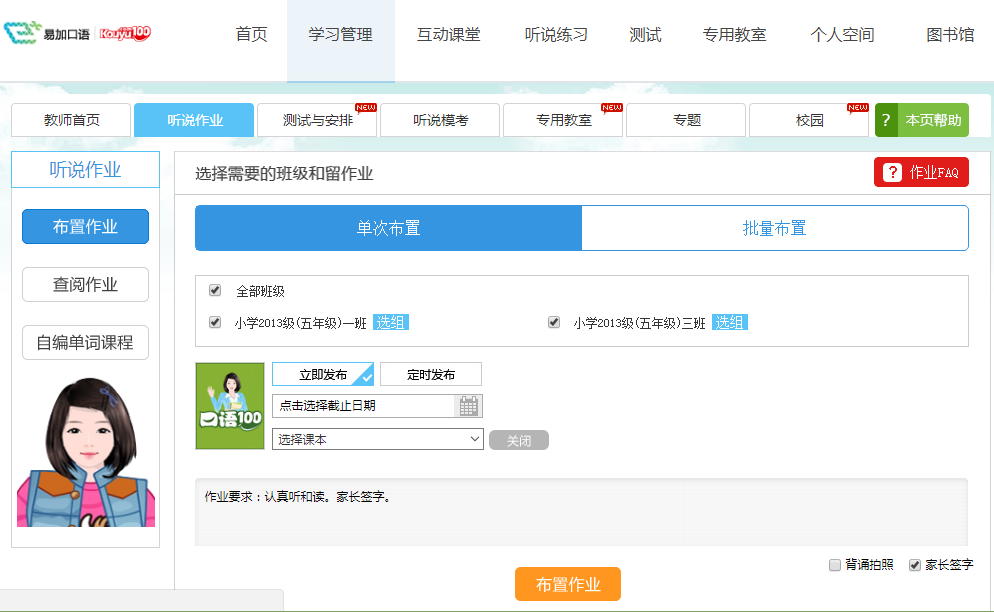 易加口语 Kouyu100
首页 学习管理 互动课堂 听说练习 测试 专用教室 个人空间 图书馆
教师首页 听说作业 测试与安排 NEW 听说模考 专用教室 NEW 专题 校园 NEW ? 本页帮助
听说作业
布置作业
查阅作业
自编单词课程
选择需要的班级和留作业 ? 作业FAQ
单次布置 批量布置
全部班级
小学2013级(五年级)一班 选组 小学2013级(五年级)三班 选组
口语100
立即发布 定时发布
点击选择截止日期
选择课本 关闭
作业要求：认真听和读。家长签字。
背诵拍照 家长签字
布置作业